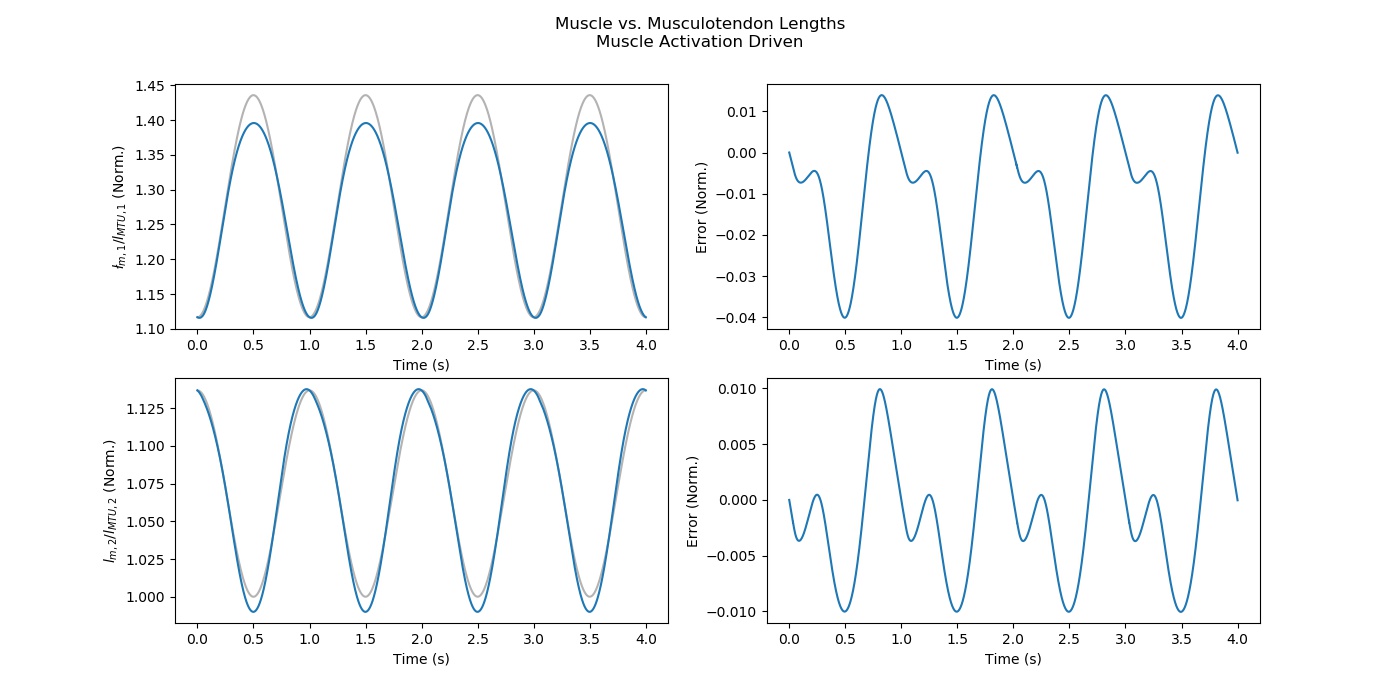 Muscle vs. Musculotendon Lengths
Muscle Activation Driven
l_{m,1}/l_{MTU,1} (Norm.)
1.45
1.40
1.35
1.30
1.25
1.20
1.15
1.10
0.0 0.5 1.0 1.5 2.0 2.5 3.0 3.5 4.0
Time (s)
Error (Norm.)
0.01
0.00
−0.01
−0.02
−0.03
−0.04
0.0 0.5 1.0 1.5 2.0 2.5 3.0 3.5 4.0
Time (s)
l_{m,2}/l_{MTU,2} (Norm.)
1.125
1.100
1.075
1.050
1.025
1.000
0.0 0.5 1.0 1.5 2.0 2.5 3.0 3.5 4.0
Time (s)
Error (Norm.)
0.010
0.005
0.000
−0.005
−0.010
0.0 0.5 1.0 1.5 2.0 2.5 3.0 3.5 4.0
Time (s)